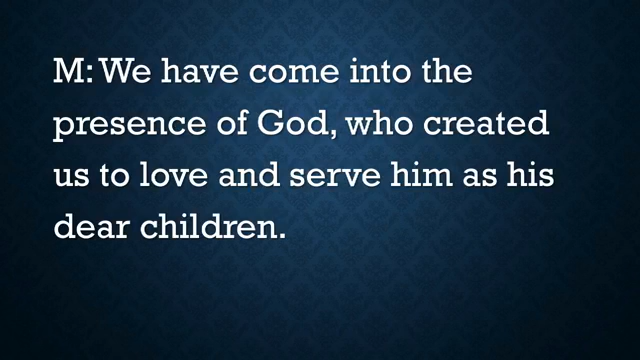 M: We have come into the
presence of God, who created
us to love and serve him as his
dear children.